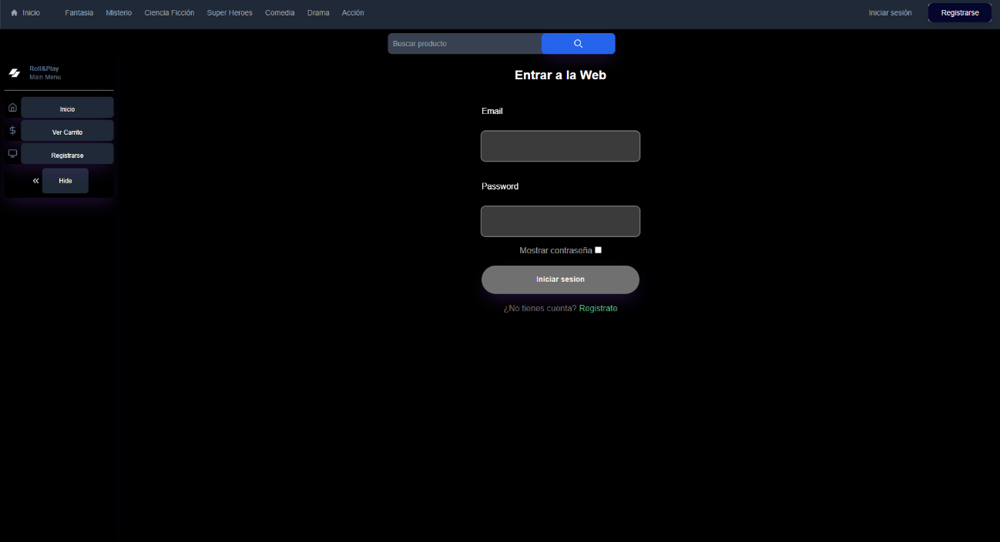 Inicio Fantasia Misterio Ciencia Ficción Super Heroes Comedia Drama Acción Iniciar sesión Registrarse
Buscar producto
Roll&Play
Main Menu
Inicio
Ver Carrito
Registrarse
Hide
Entrar a la Web
Email
Password
Mostrar contraseña
Iniciar sesion
¿No tienes cuenta? Registrate